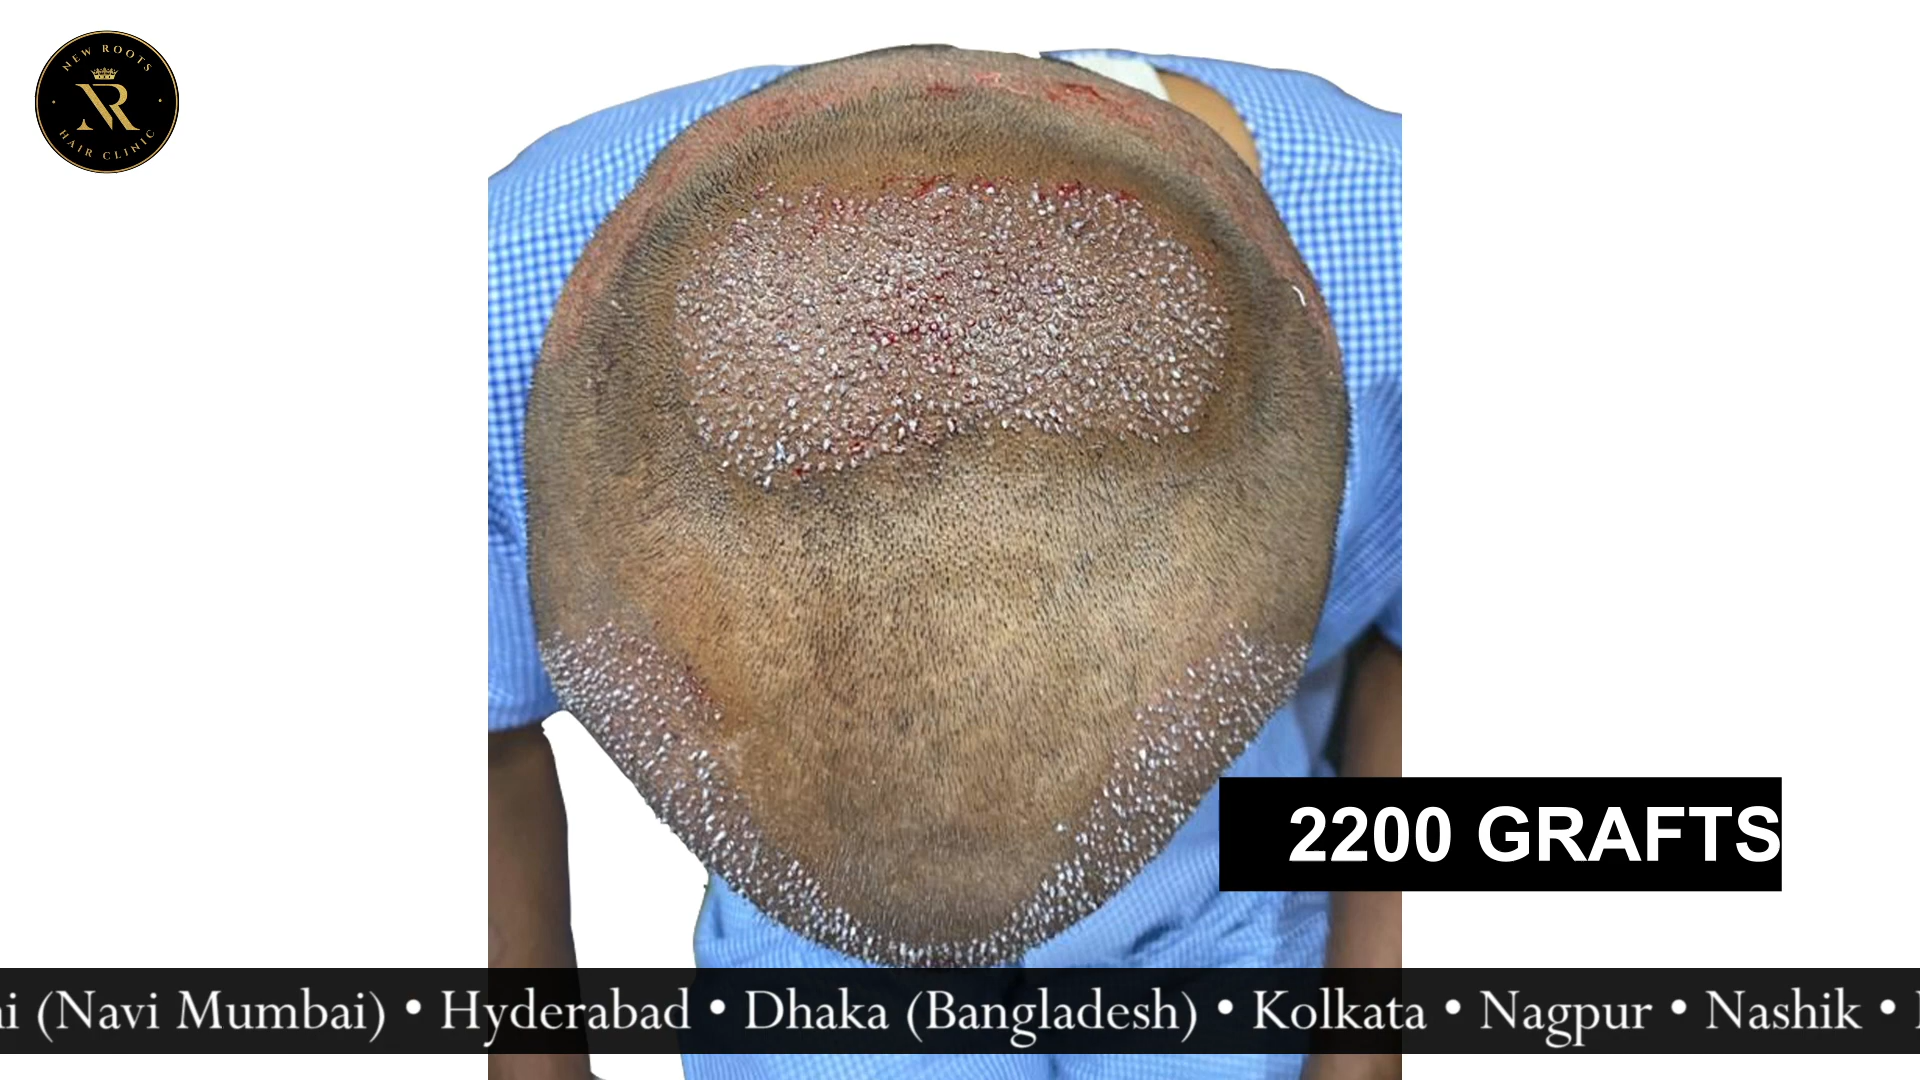 NEW ROOTS
NR
HAIR CLINIC
2200 GRAFTS
(Navi Mumbai) • Hyderabad • Dhaka (Bangladesh) • Kolkata • Nagpur • Nashik •